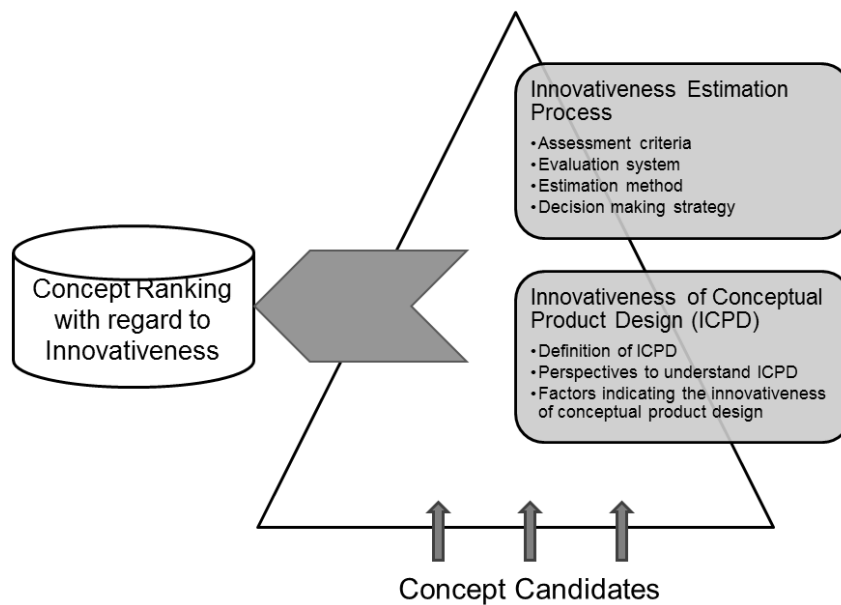 Innovativeness Estimation
Process
•Assessment criteria
•Evaluation system
•Estimation method
•Decision making strategy
Concept Ranking
with regard to
Innovativeness
Innovativeness of Conceptual
Product Design (ICPD)
•Definition of ICPD
•Perspectives to understand ICPD
•Factors indicating the innovativeness
of conceptual product design
Concept Candidates